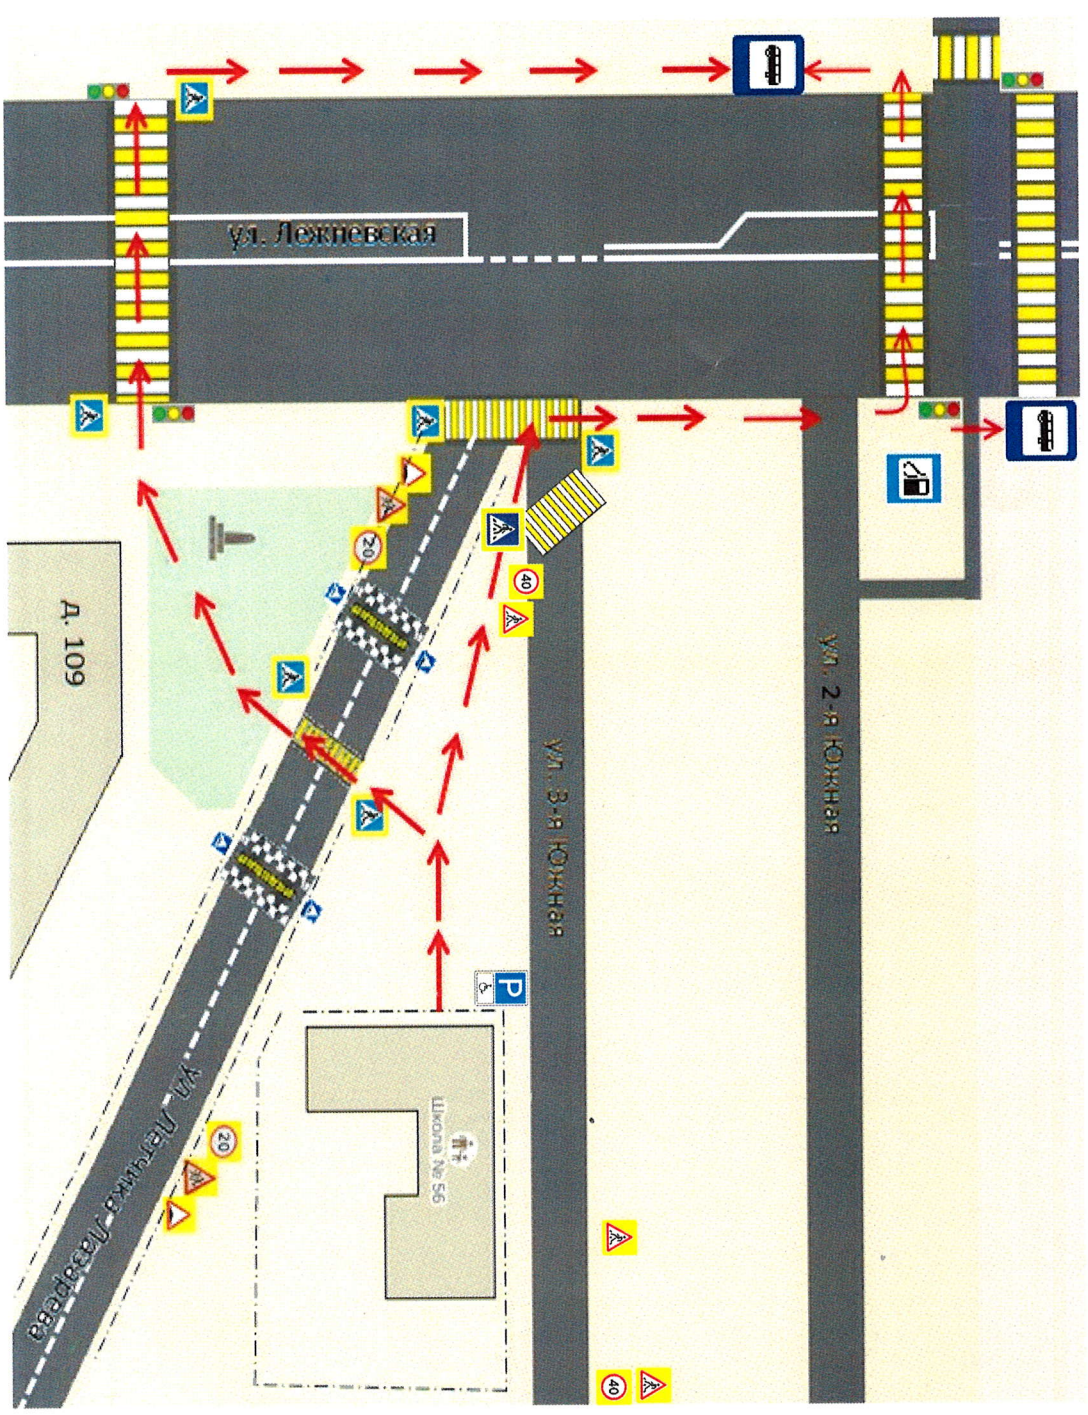 ул. Лежневская
д. 109
20
40
ул. 2-я Южная
ул. 3-я Южная
P
Школа № 56
20
ул. Летчика Лазарева
40